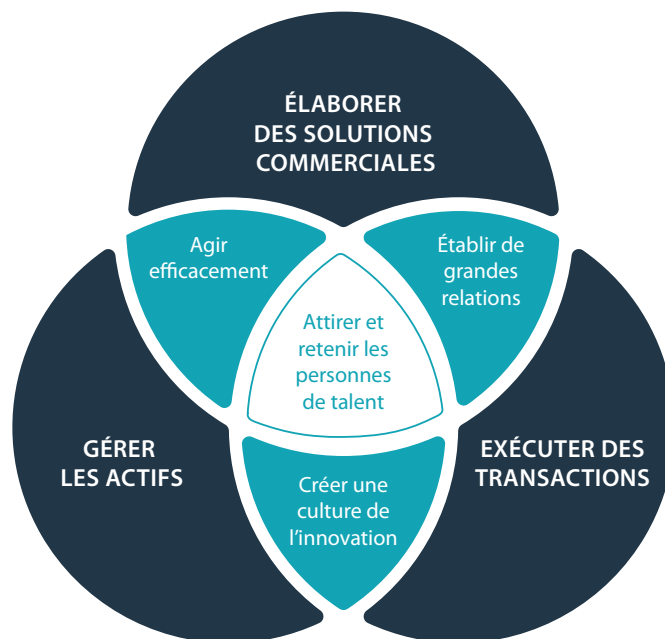 ÉLABORER
DES SOLUTIONS
COMMERCIALES
Agir
efficacement
Établir de
grandes
relations
Attirer et
retenir les
personnes
de talent
GÉRER
LES ACTIFS
EXÉCUTER DES
TRANSACTIONS
Créer une
culture de
l’innovation